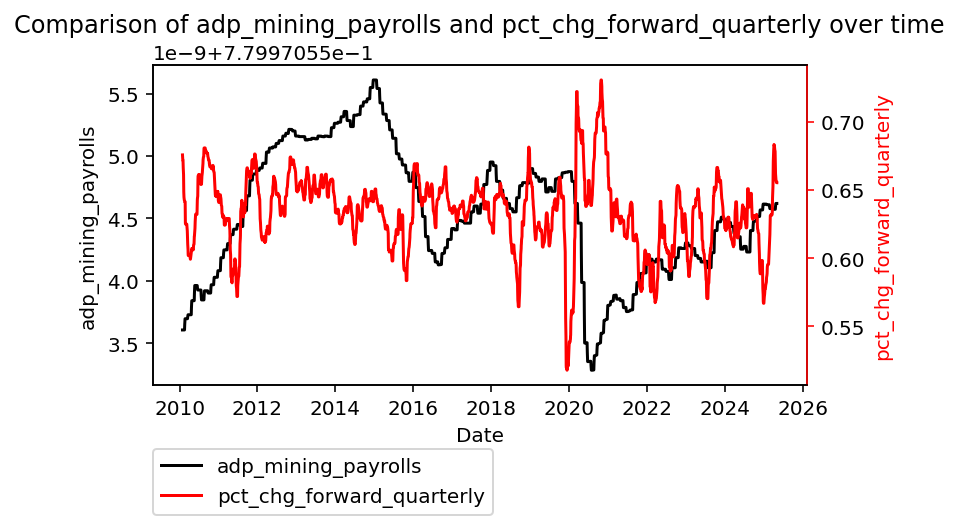 Comparison of adp_mining_payrolls and pct_chg_forward_quarterly over time
1e−9+7.7997055e−1
5.5
5.0
4.5
4.0
3.5
adp_mining_payrolls
0.70
0.65
0.60
0.55
pct_chg_forward_quarterly
2010 2012 2014 2016 2018 2020 2022 2024 2026
Date
adp_mining_payrolls
pct_chg_forward_quarterly